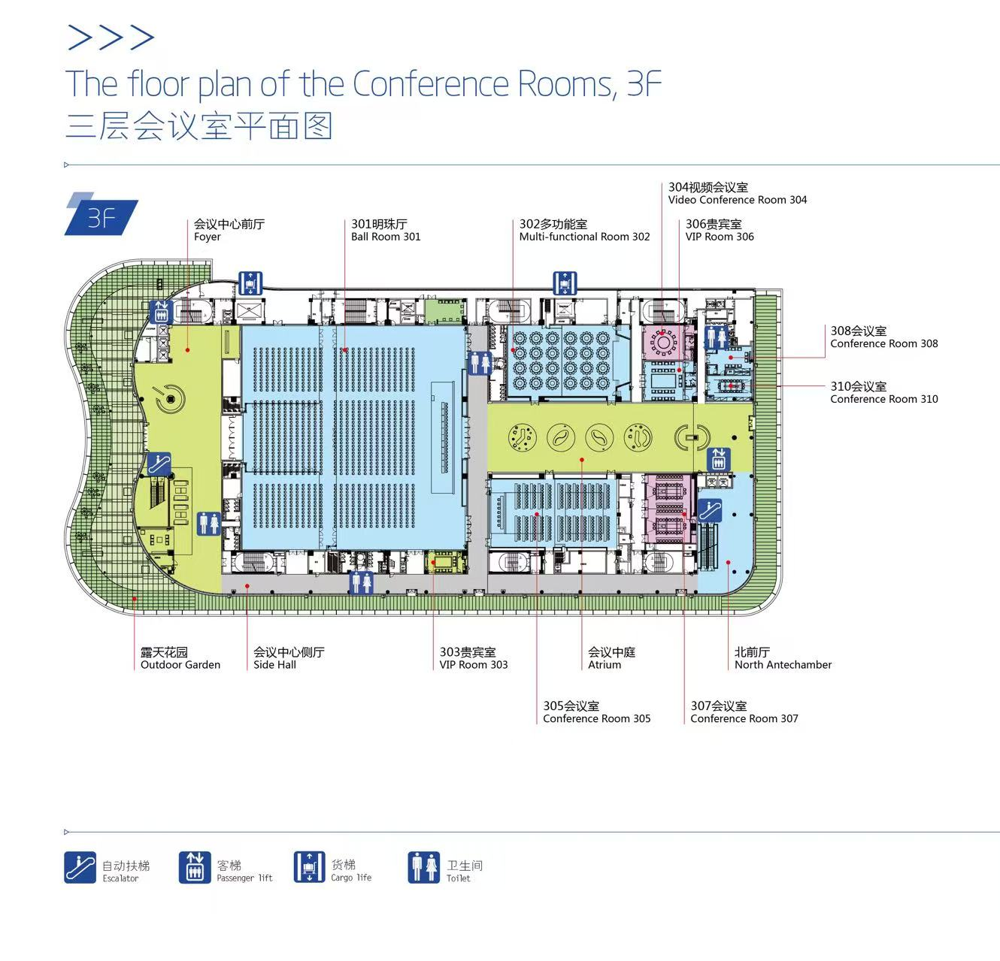 >>>
The floor plan of the Conference Rooms, 3F
三层会议室平面图
3F
304视频会议室
Video Conference Room 304
会议中心前厅
Foyer
301明珠厅
Ball Room 301
302多功能室
Multi-functional Room 302
306贵宾室
VIP Room 306
308会议室
Conference Room 308
310会议室
Conference Room 310
露天花园
Outdoor Garden
会议中心侧厅
Side Hall
303贵宾室
VIP Room 303
会议中庭
Atrium
北前厅
North Antechamber
305会议室
Conference Room 305
307会议室
Conference Room 307
自动扶梯
Escalator
客梯
Passenger lift
货梯
Cargo life
卫生间
Toilet